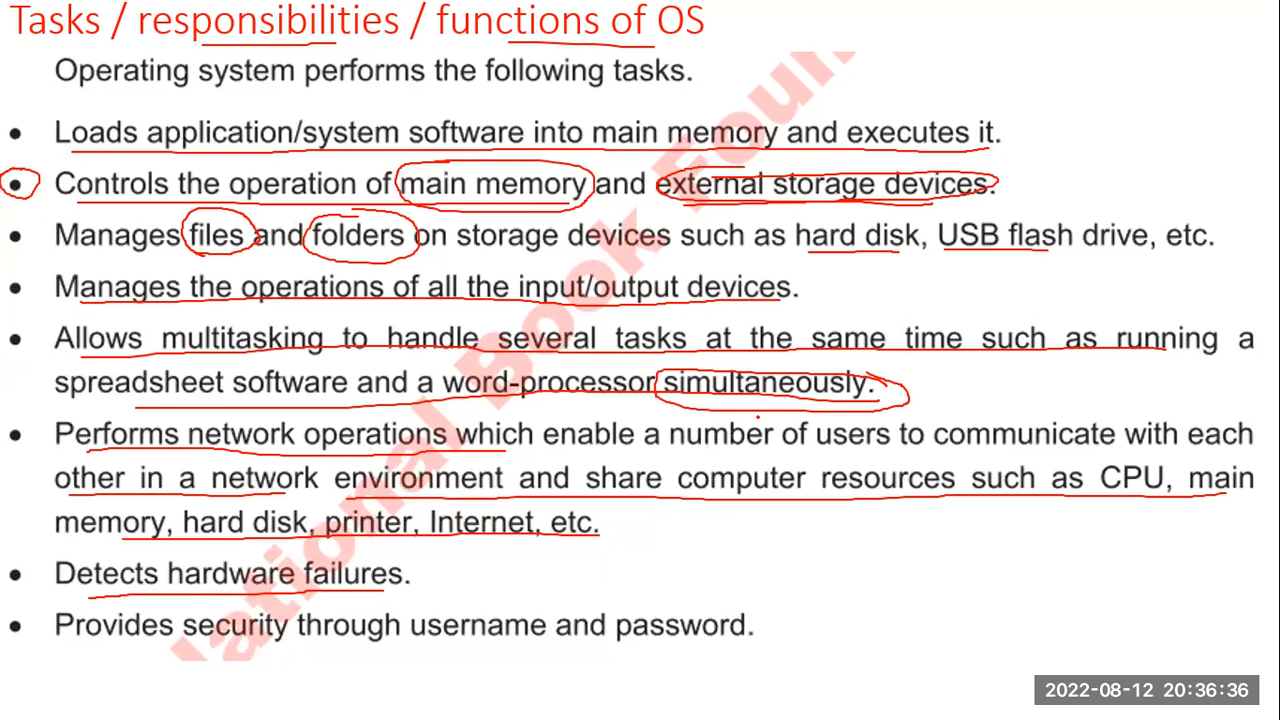 Tasks / responsibilities / functions of OS
Operating system performs the following tasks.
• Loads application/system software into main memory and executes it.
• Controls the operation of main memory and external storage devices.
• Manages files and folders on storage devices such as hard disk, USB flash drive, etc.
• Manages the operations of all the input/output devices.
• Allows multitasking to handle several tasks at the same time such as running a
spreadsheet software and a word-processor simultaneously.
• Performs network operations which enable a number of users to communicate with each
other in a network environment and share computer resources such as CPU, main
memory, hard disk, printer, Internet, etc.
• Detects hardware failures.
• Provides security through username and password.
National Book Foun
2022-08-12 20:36:36